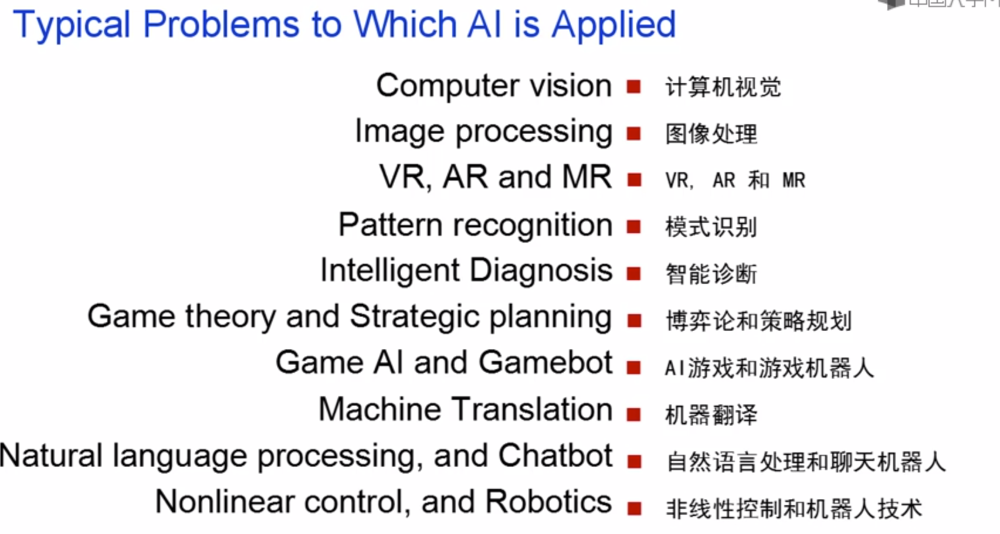 Typical Problems to Which AI is Applied
Computer vision ■ 计算机视觉
Image processing ■ 图像处理
VR, AR and MR ■ VR, AR 和 MR
Pattern recognition ■ 模式识别
Intelligent Diagnosis ■ 智能诊断
Game theory and Strategic planning ■ 博弈论和策略规划
Game AI and Gamebot ■ AI游戏和游戏机器人
Machine Translation ■ 机器翻译
Natural language processing, and Chatbot ■ 自然语言处理和聊天机器人
Nonlinear control, and Robotics ■ 非线性控制和机器人技术